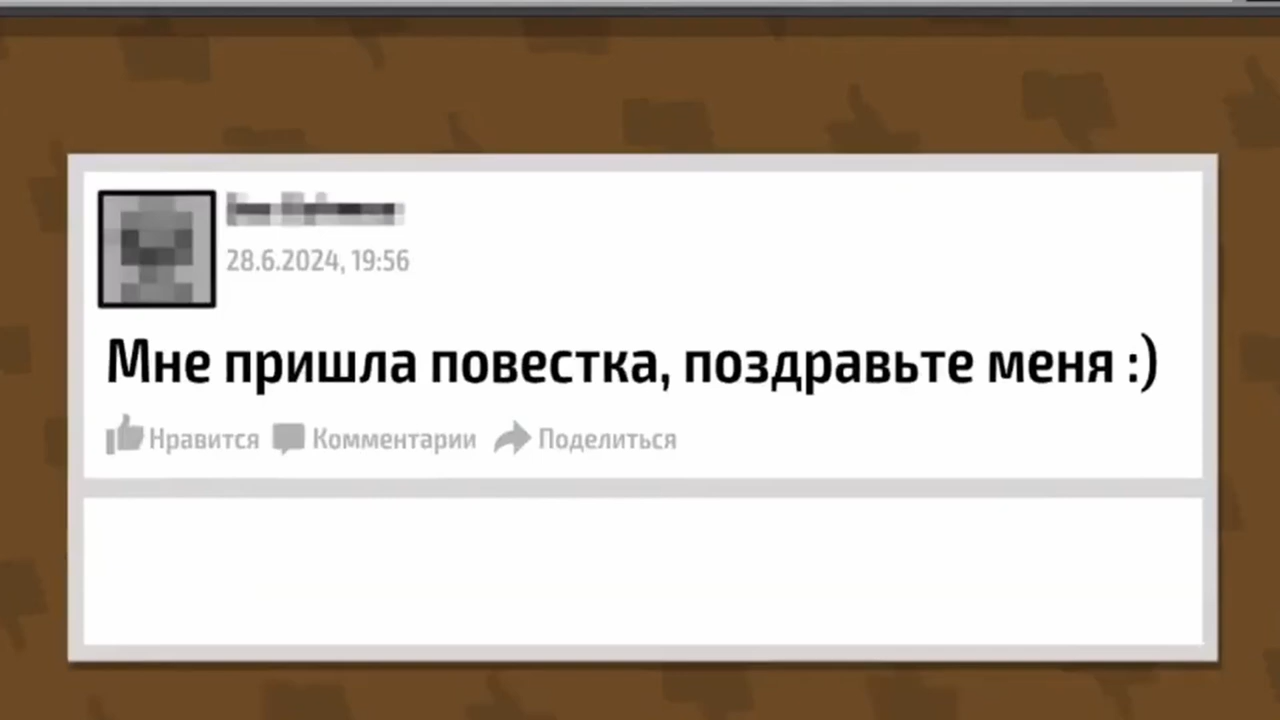 28.6.2024, 19:56
Мне пришла повестка, поздравьте меня :)
Нравится Комментарии Поделиться